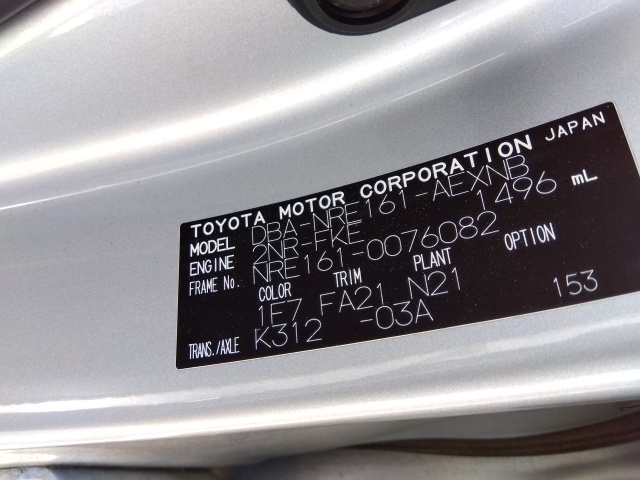 TOYOTA MOTOR CORPORATION JAPAN
MODEL DBA-NRE161-AEXNB
ENGINE 2NR-FKE 1496 mL
FRAME No. NRE161-0076082
COLOR TRIM PLANT OPTION
1E7 FA21 N21
TRANS./AXLE K312 -03A 153